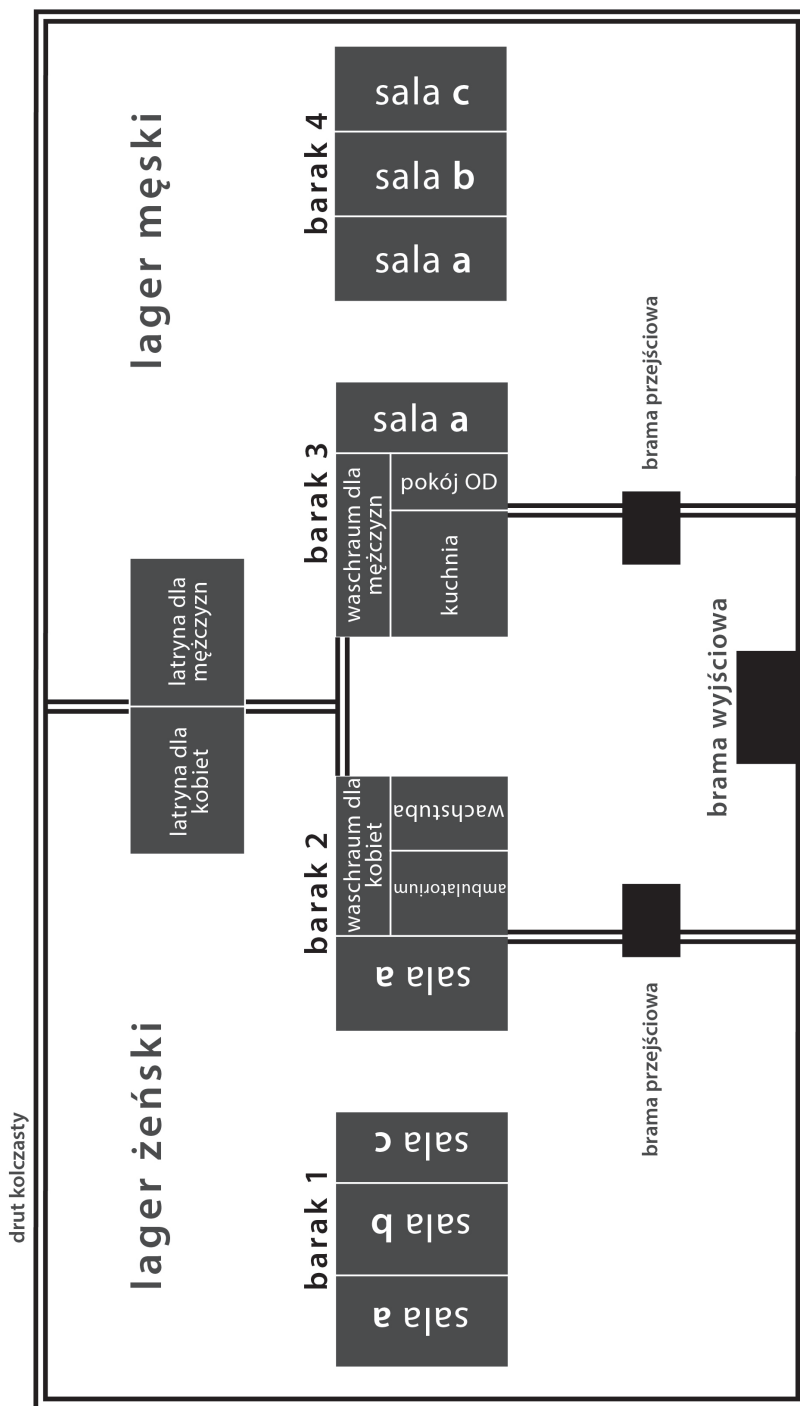 drut kolczasty
lager męski
lager żeński
barak 4
sala c
sala b
sala a
barak 3
sala a
waschraum dla
mężczyzn
pokój OD
kuchnia
latryna dla
mężczyzn
latryna dla
kobiet
barak 2
waschraum dla
kobiet
wachstuba
ambulatorium
sala a
barak 1
sala c
sala b
sala a
brama przejściowa
brama wyjściowa
brama przejściowa